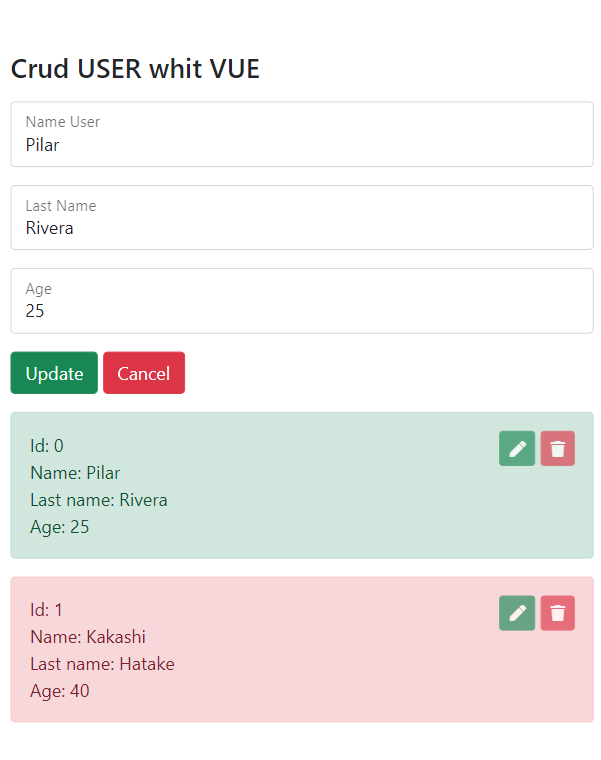 Crud USER whit VUE
Name User
Pilar
Last Name
Rivera
Age
25
Update Cancel
Id: 0
Name: Pilar
Last name: Rivera
Age: 25
Id: 1
Name: Kakashi
Last name: Hatake
Age: 40